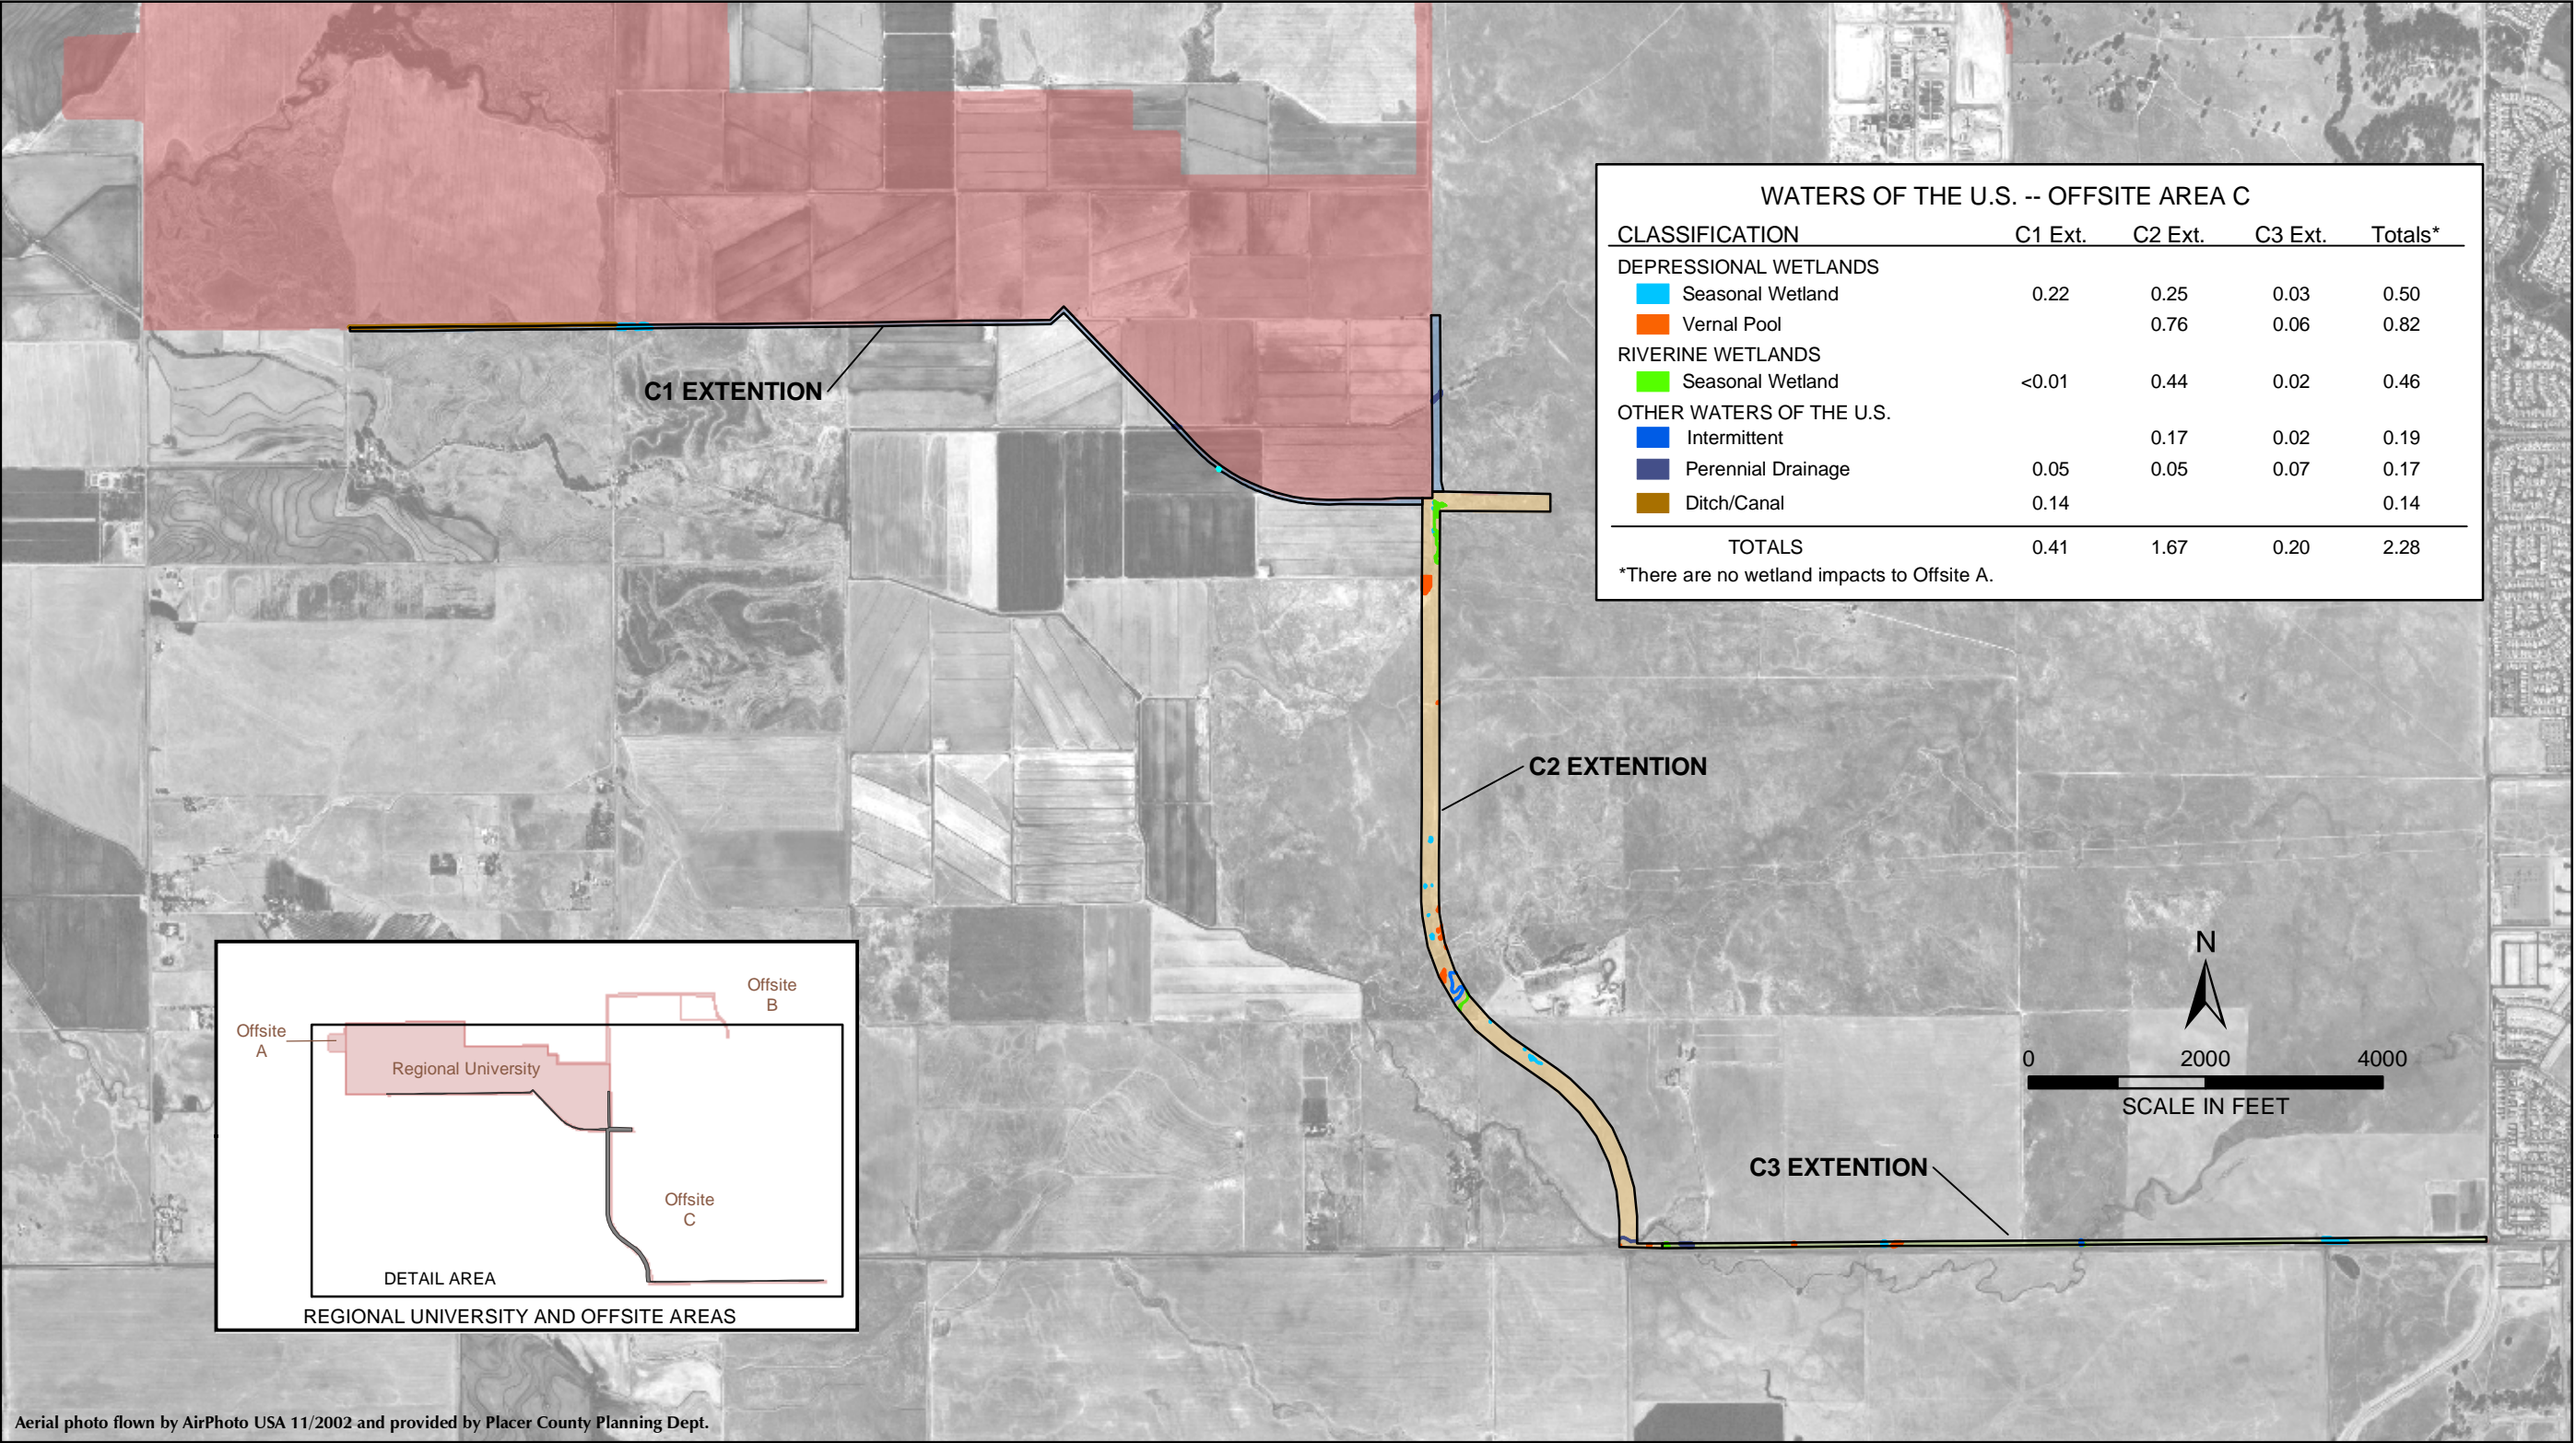 WATERS OF THE U.S. -- OFFSITE AREA C
CLASSIFICATION C1 Ext. C2 Ext. C3 Ext. Totals*
DEPRESSIONAL WETLANDS
Seasonal Wetland 0.22 0.25 0.03 0.50
Vernal Pool 0.76 0.06 0.82
RIVERINE WETLANDS
Seasonal Wetland <0.01 0.44 0.02 0.46
OTHER WATERS OF THE U.S.
Intermittent 0.17 0.02 0.19
Perennial Drainage 0.05 0.05 0.07 0.17
Ditch/Canal 0.14 0.14
TOTALS 0.41 1.67 0.20 2.28
*There are no wetland impacts to Offsite A.
C1 EXTENTION
C2 EXTENTION
C3 EXTENTION
N
0 2000 4000
SCALE IN FEET
Offsite
B
Offsite
A
Regional University
Offsite
C
DETAIL AREA
REGIONAL UNIVERSITY AND OFFSITE AREAS
Aerial photo flown by AirPhoto USA 11/2002 and provided by Placer County Planning Dept.